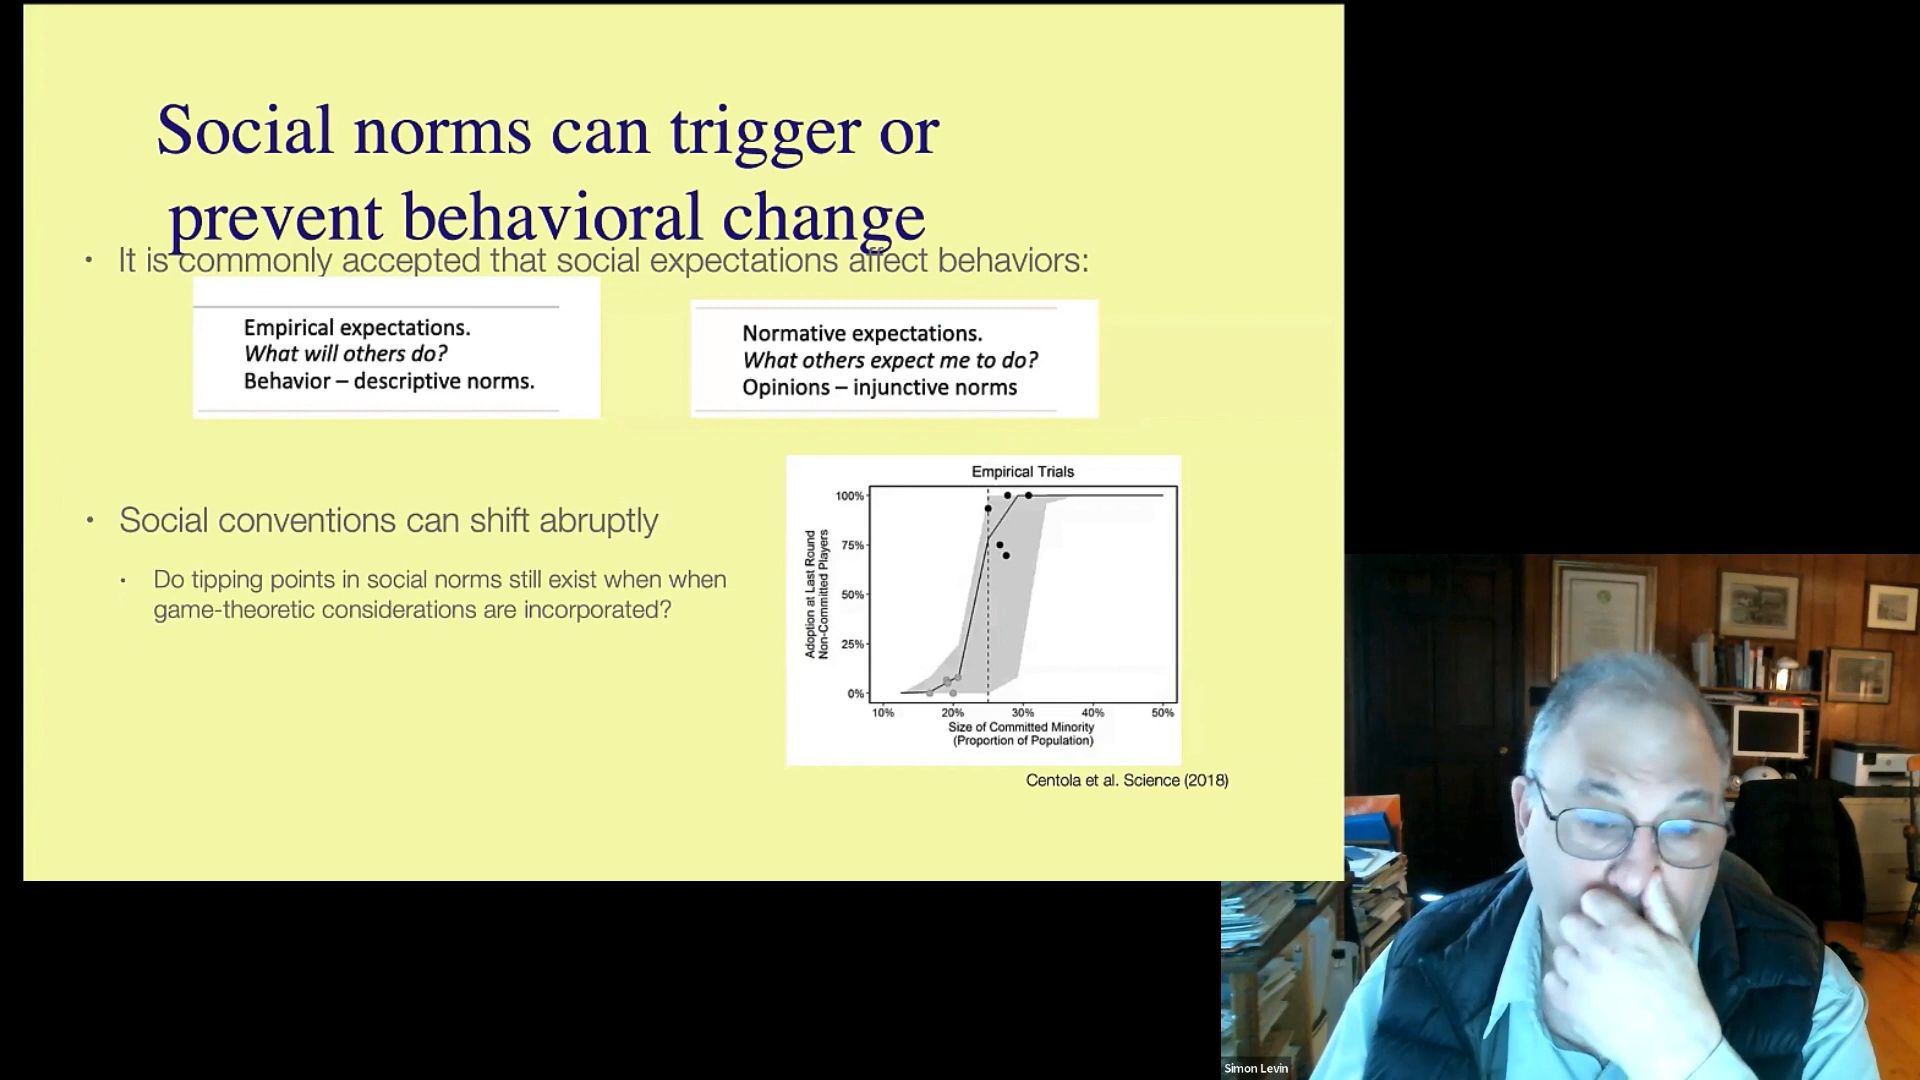 Social norms can trigger or
prevent behavioral change
• It is commonly accepted that social expectations affect behaviors:
Empirical expectations.
What will others do?
Behavior – descriptive norms.
Normative expectations.
What others expect me to do?
Opinions – injunctive norms
• Social conventions can shift abruptly
• Do tipping points in social norms still exist when when
game-theoretic considerations are incorporated?
Empirical Trials
Adoption at Last Round
Non-Committed Players
100%
75%
50%
25%
0%
10% 20% 30% 40% 50%
Size of Committed Minority
(Proportion of Population)
Centola et al. Science (2018)
Simon Levin